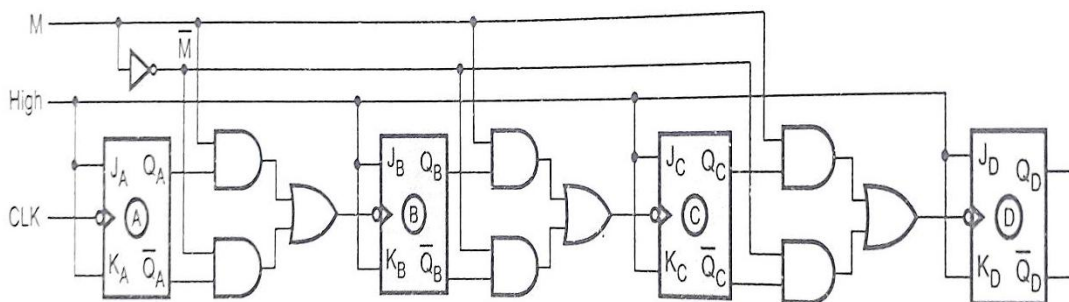 M
M̅
High
J_A Q_A J_B Q_B J_C Q_C J_D Q_D
CLK A B C D
K_A Q̅_A K_B Q̅_B K_C Q̅_C K_D Q̅_D